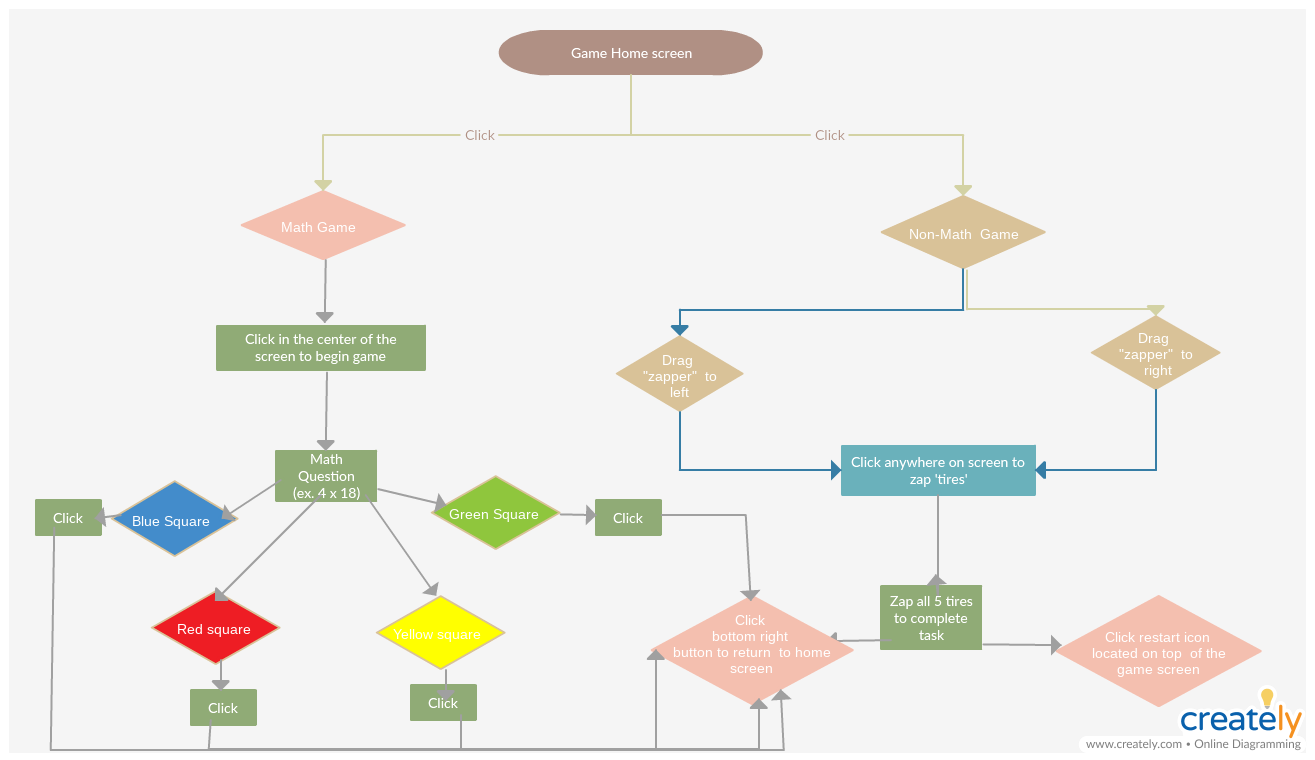 Game Home screen
Click
Click
Math Game
Non-Math  Game
Click in the center of the
screen to begin game
Drag
"zapper"  to
left
Drag
"zapper"  to
right
Math
Question
(ex. 4 x 18)
Click anywhere on screen to
zap 'tires'
Click
Blue Square
Green Square
Click
Red square
Yellow square
Click
bottom right
button to return  to home
screen
Zap all 5 tires
to complete
task
Click restart icon
located on top  of the
game screen
Click
Click
creately
www.creately.com • Online Diagramming